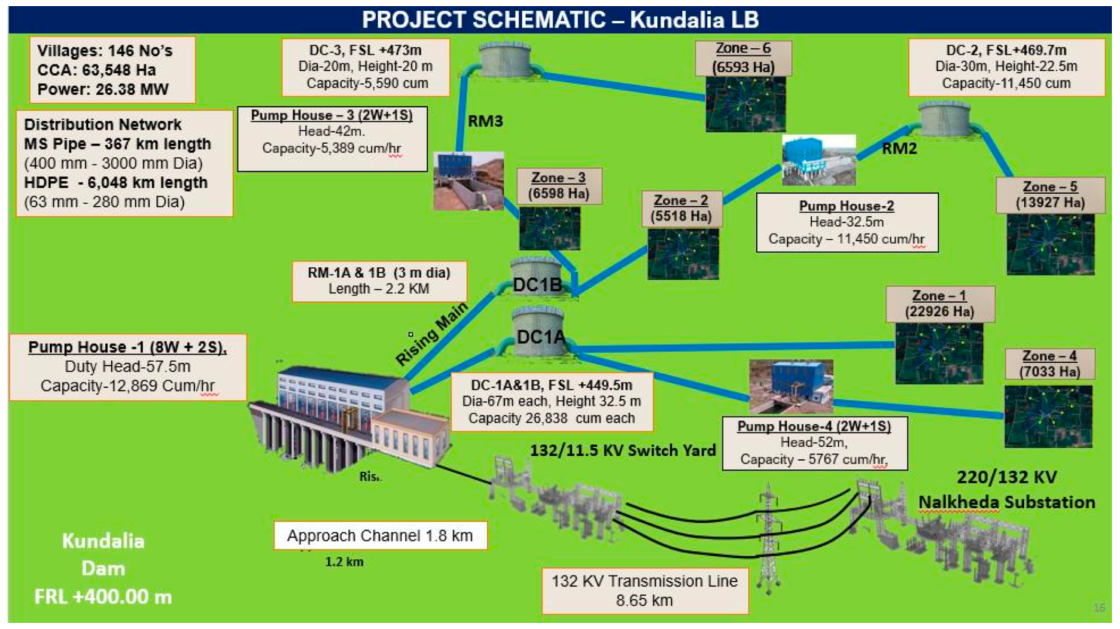 PROJECT SCHEMATIC – Kundalia LB
Villages: 146 No's
CCA: 63,548 Ha
Power: 26.38 MW
DC-3, FSL +473m
Dia-20m, Height-20 m
Capacity-5,590 cum
Zone – 6
(6593 Ha)
DC-2, FSL+469.7m
Dia-30m, Height-22.5m
Capacity-11,450 cum
Distribution Network
MS Pipe – 367 km length
(400 mm - 3000 mm Dia)
HDPE - 6,048 km length
(63 mm - 280 mm Dia)
Pump House – 3 (2W+1S)
Head-42m.
Capacity-5,389 cum/hr
RM3
RM2
Zone – 3
(6598 Ha)
Zone – 2
(5518 Ha)
Pump House-2
Head-32.5m
Capacity – 11,450 cum/hr
Zone – 5
(13927 Ha)
RM-1A & 1B (3 m dia)
Length – 2.2 KM
DC1B
Rising Main
DC1A
Zone – 1
(22926 Ha)
Pump House -1 (8W + 2S),
Duty Head-57.5m
Capacity-12,869 Cum/hr
Zone – 4
(7033 Ha)
DC-1A&1B, FSL +449.5m
Dia-67m each, Height 32.5 m
Capacity 26,838 cum each
Pump House-4 (2W+1S)
Head-52m,
Capacity – 5767 cum/hr,
132/11.5 KV Switch Yard
220/132 KV
Nalkheda Substation
Approach Channel 1.8 km
1.2 km
Kundalia
Dam
FRL +400.00 m
132 KV Transmission Line
8.65 km
16